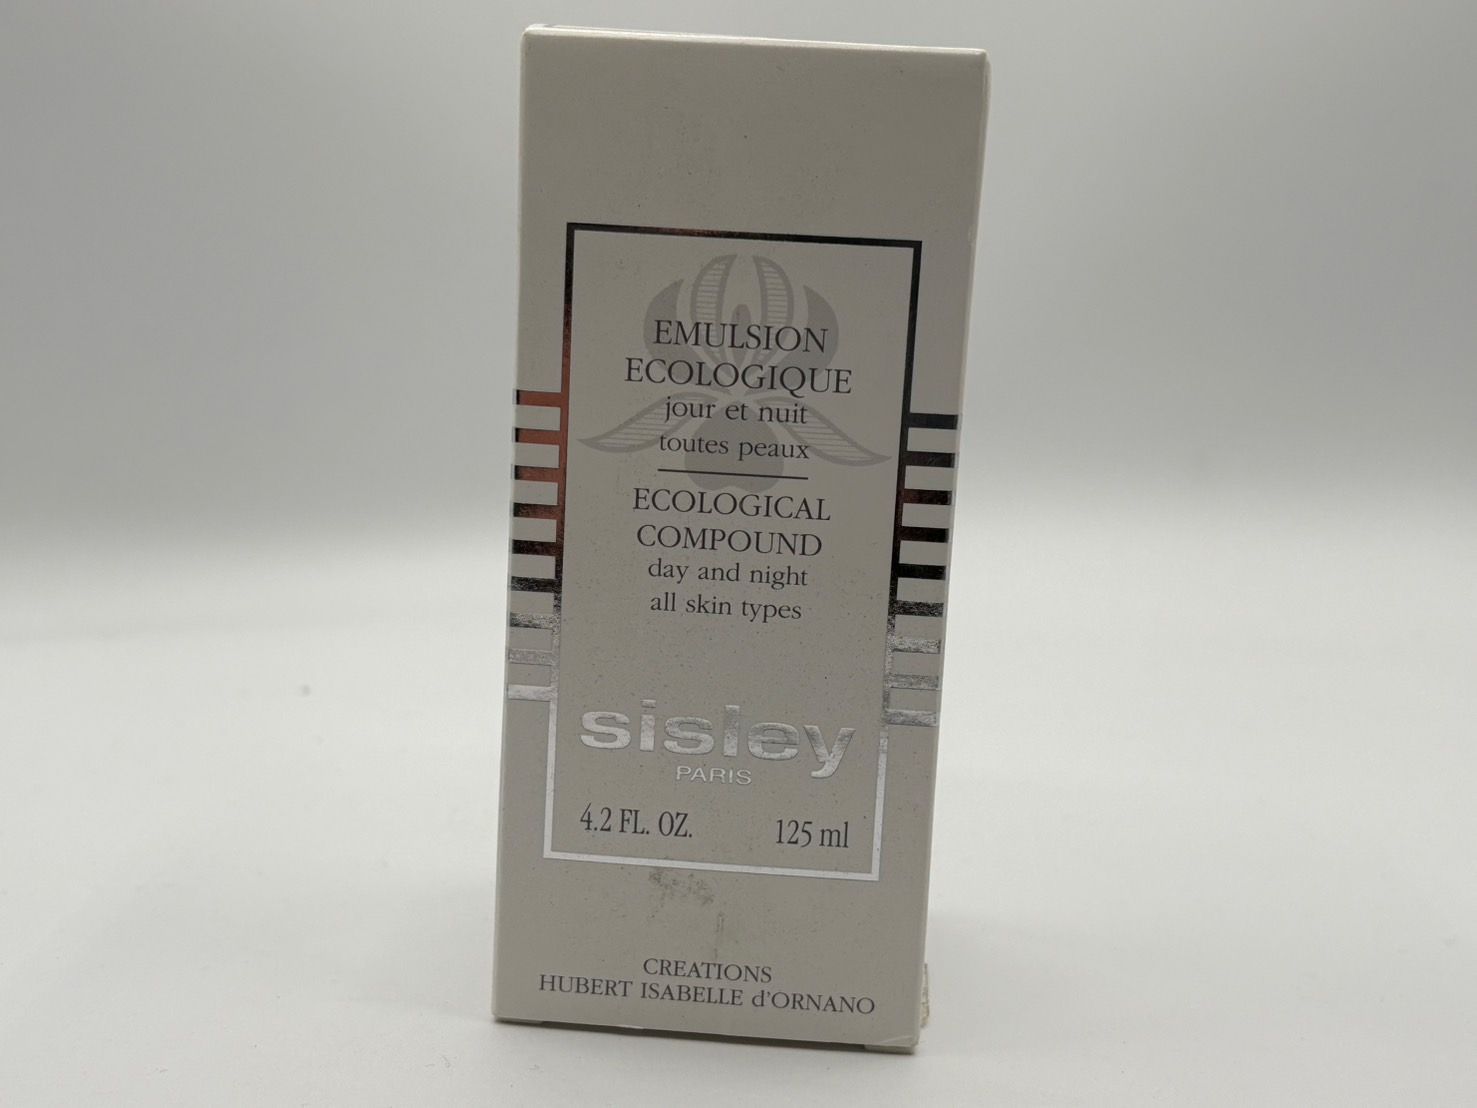 EMULSION
ECOLOGIQUE
jour et nuit
toutes peaux
ECOLOGICAL
COMPOUND
day and night
all skin types
sisley
PARIS
4.2 FL. OZ. 125 ml
CREATIONS
HUBERT ISABELLE d'ORNANO